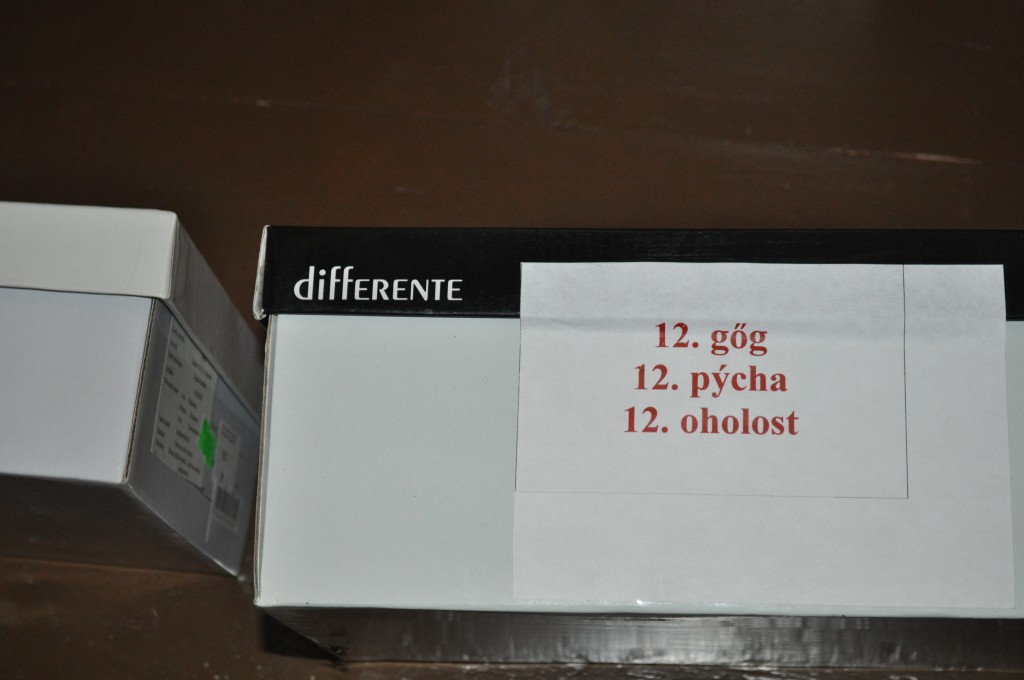 diffERENTE
12. gőg
12. pýcha
12. oholost